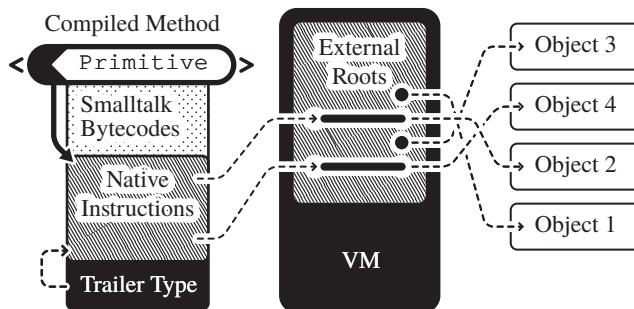 Compiled Method
< Primitive >
Smalltalk
Bytecodes
Native
Instructions
Trailer Type
External
Roots
VM
Object 3
Object 4
Object 2
Object 1